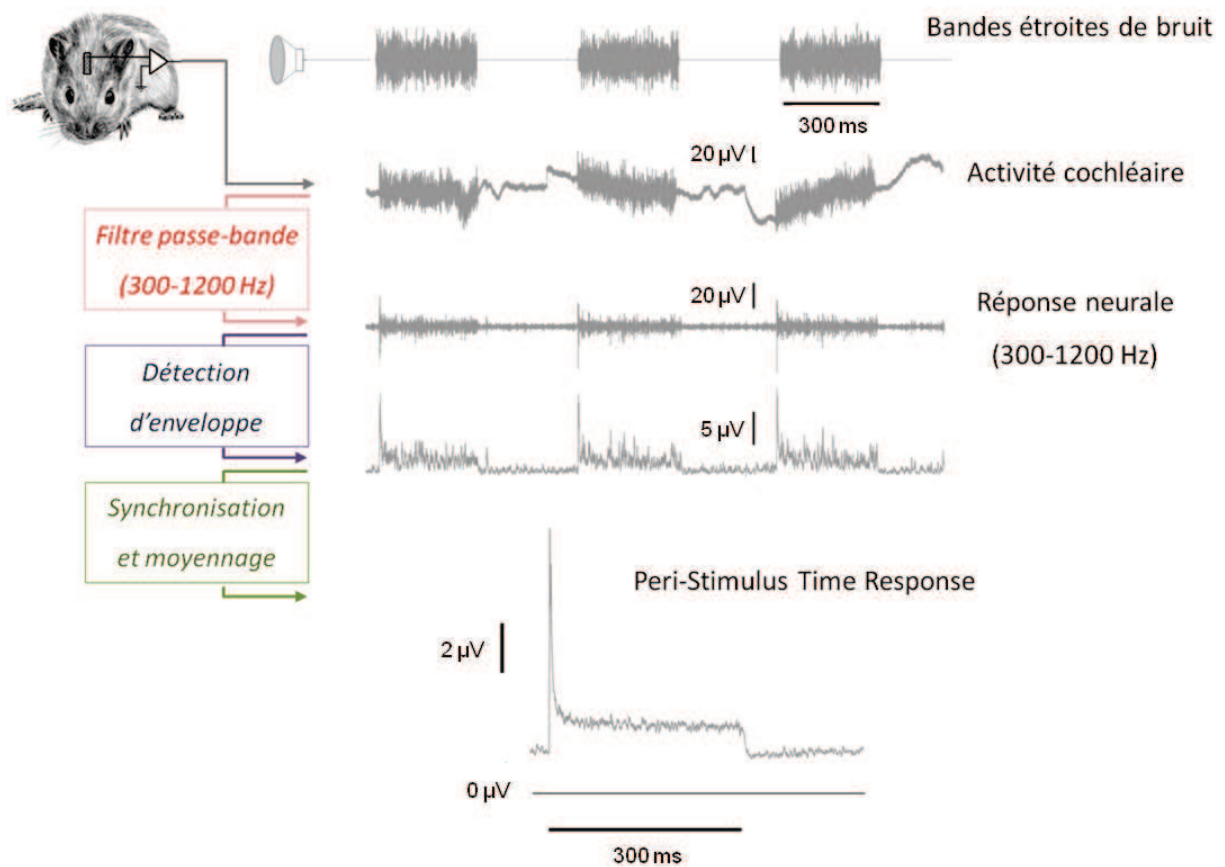 Bandes étroites de bruit
300 ms
20 µV
Activité cochléaire
Filtre passe-bande
(300-1200 Hz)
20 µV
Réponse neurale
(300-1200 Hz)
Détection
d'enveloppe
5 µV
Synchronisation
et moyennage
Peri-Stimulus Time Response
2 µV
0 µV
300 ms